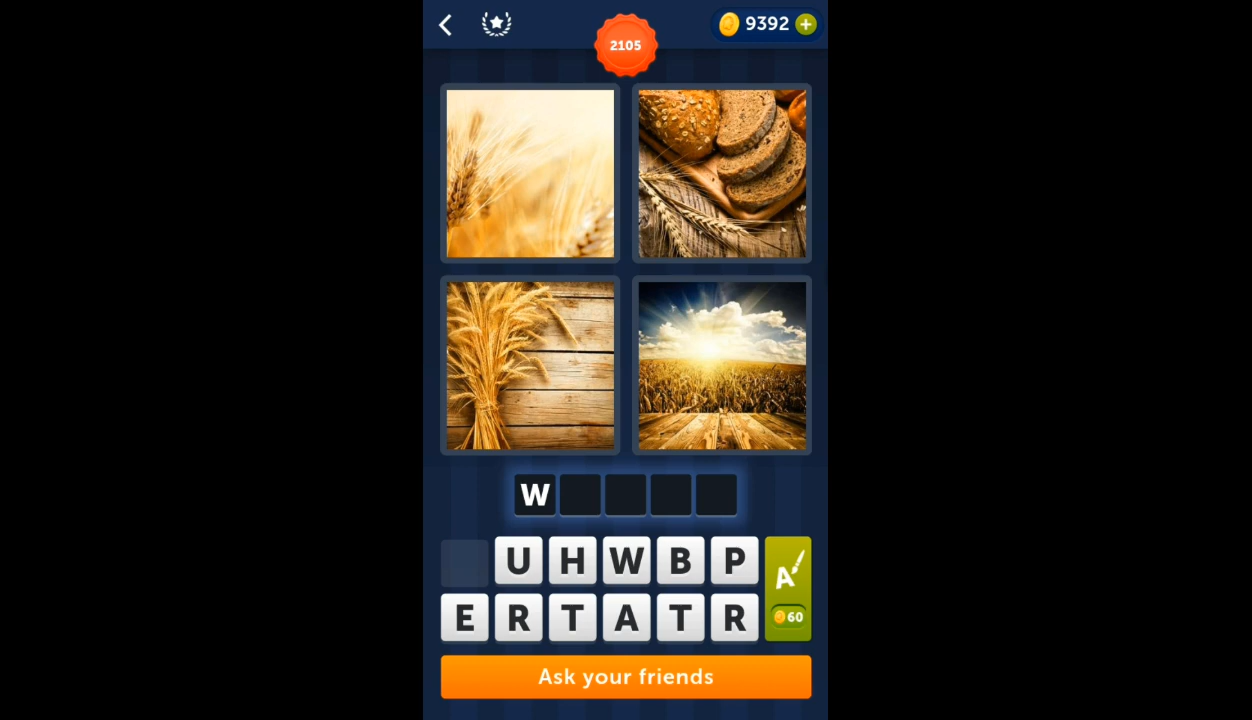 9392 +
2105
W
U H W B P
E R T A T R
A
60
Ask your friends